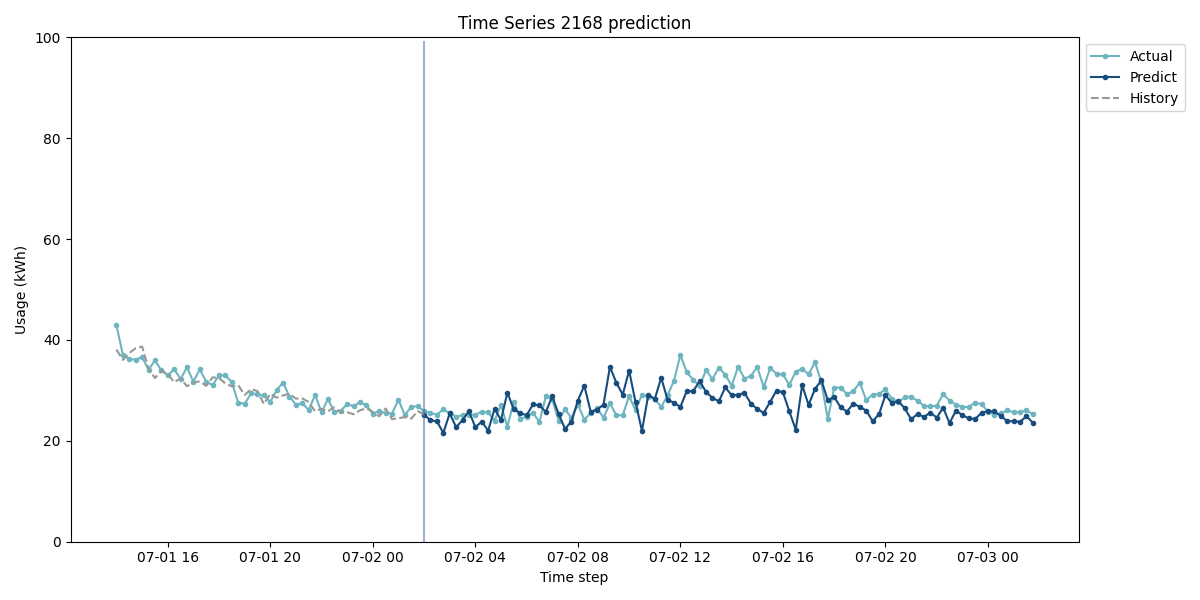 Time Series 2168 prediction
100
80
60
40
20
0
Usage (kWh)
07-01 16
07-01 20
07-02 00
07-02 04
07-02 08
07-02 12
07-02 16
07-02 20
07-03 00
Time step
Actual
Predict
History